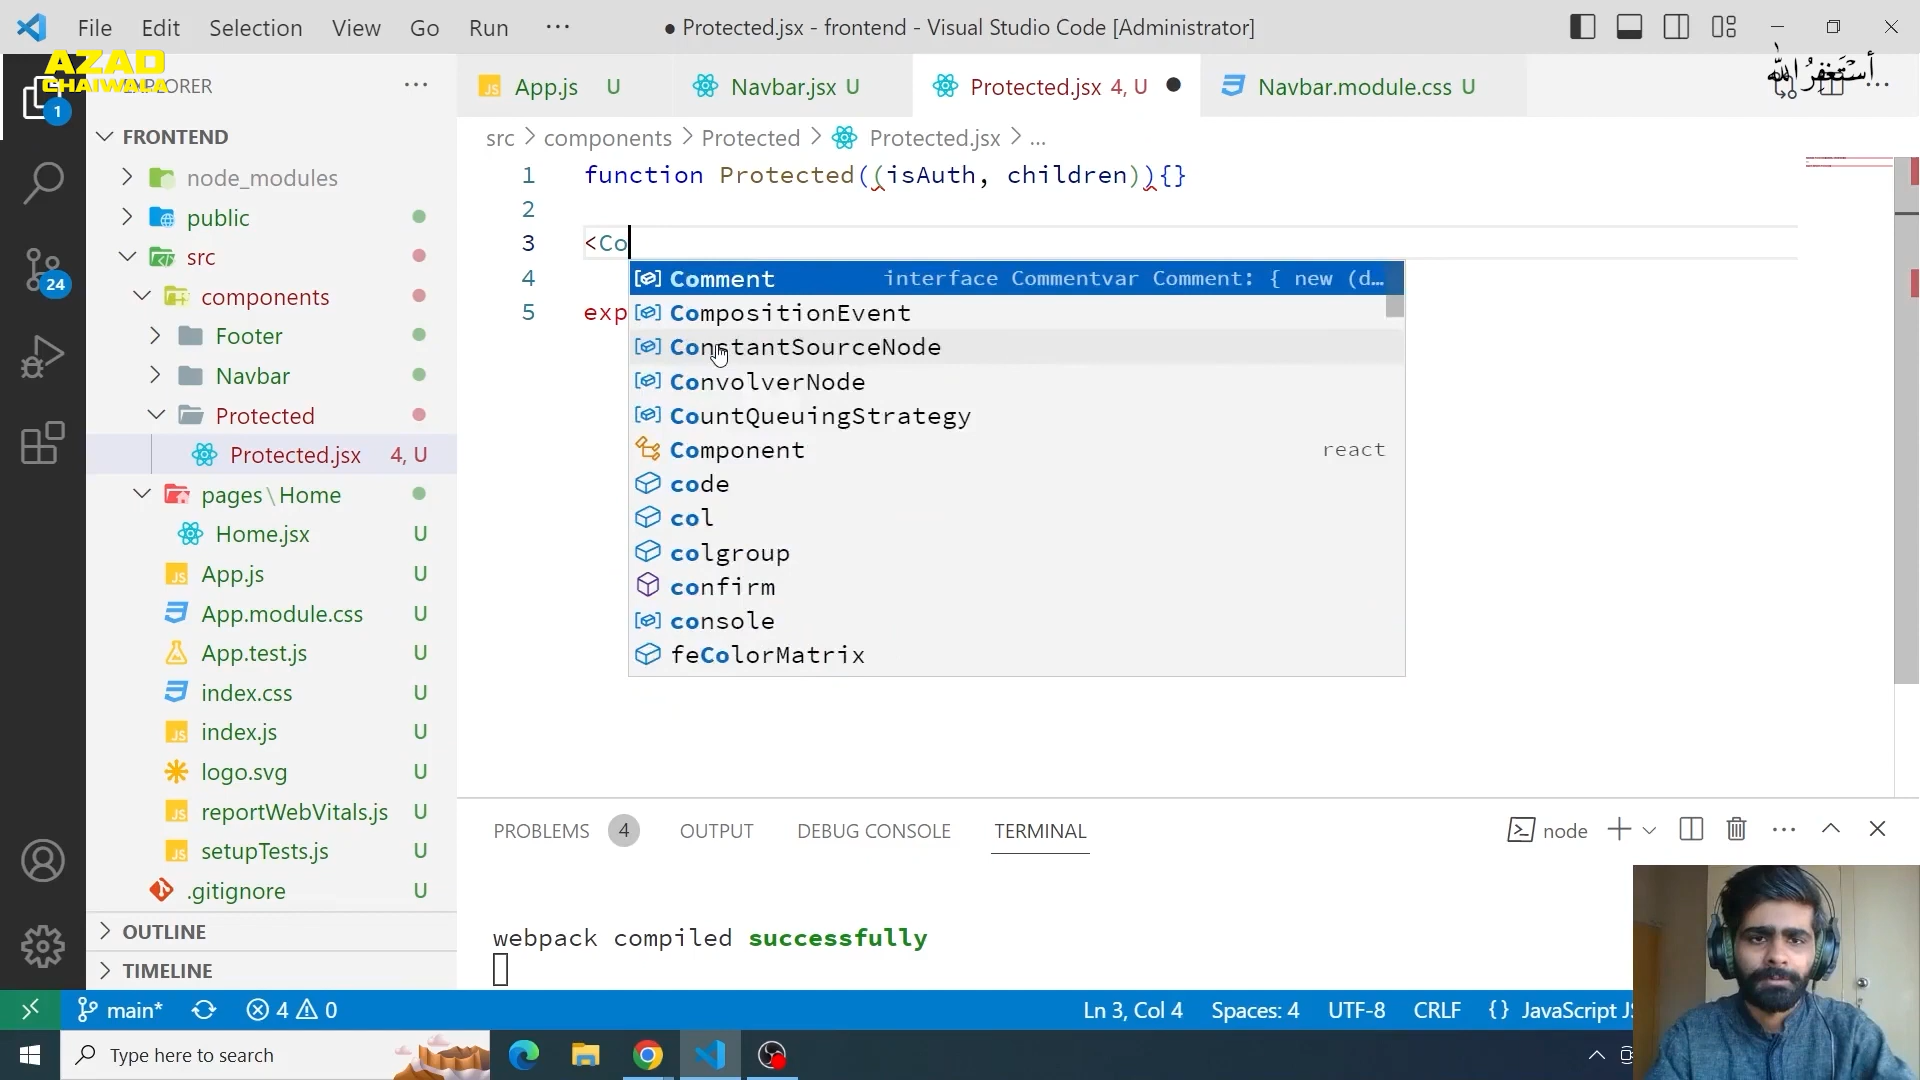 File Edit Selection View Go Run ··· ● Protected.jsx - frontend - Visual Studio Code [Administrator]
AZAD
CHAIWALA
EXPLORER ···
App.js U Navbar.jsx U Protected.jsx 4, U ● Navbar.module.css U
أستغفر الله
FRONTEND
node_modules
public
src
components
Footer
Navbar
Protected
Protected.jsx 4, U
pages\Home
Home.jsx U
App.js U
App.module.css U
App.test.js U
index.css U
index.js U
logo.svg U
reportWebVitals.js U
setupTests.js U
.gitignore U
OUTLINE
TIMELINE
1
24
src > components > Protected > Protected.jsx > ...
1 function Protected((isAuth, children)){}
2
3 <Co
4
5 exp
Comment interface Commentvar Comment: { new (d…
CompositionEvent
ConstantSourceNode
ConvolverNode
CountQueuingStrategy
Component react
code
col
colgroup
confirm
console
feColorMatrix
PROBLEMS 4 OUTPUT DEBUG CONSOLE TERMINAL node
webpack compiled successfully
main* 4 0 Ln 3, Col 4 Spaces: 4 UTF-8 CRLF {} JavaScript
Type here to search